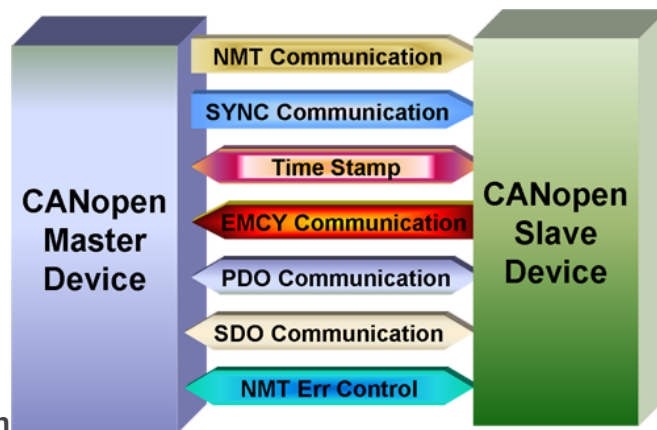 NMT Communication
SYNC Communication
Time Stamp
CANopen
Master
Device
EMCY Communication
CANopen
Slave
Device
PDO Communication
SDO Communication
NMT Err Control
n